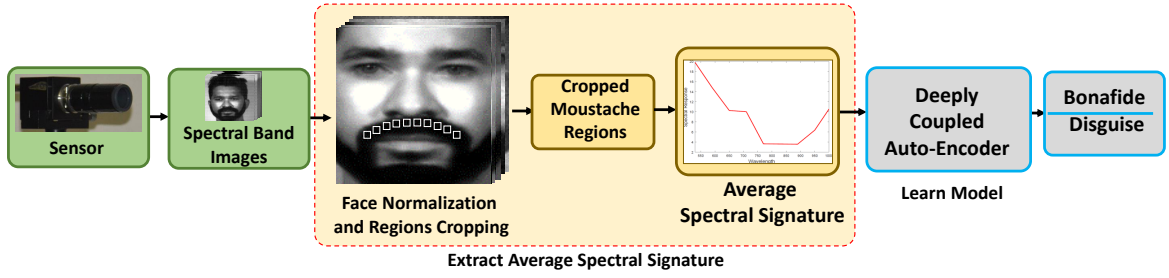 Sensor
Spectral Band
Images
Face Normalization
and Regions Cropping
Cropped
Moustache
Regions
Wavelength
Average
Spectral Signature
Deeply
Coupled
Auto-Encoder
Learn Model
Bonafide
Disguise
Extract Average Spectral Signature